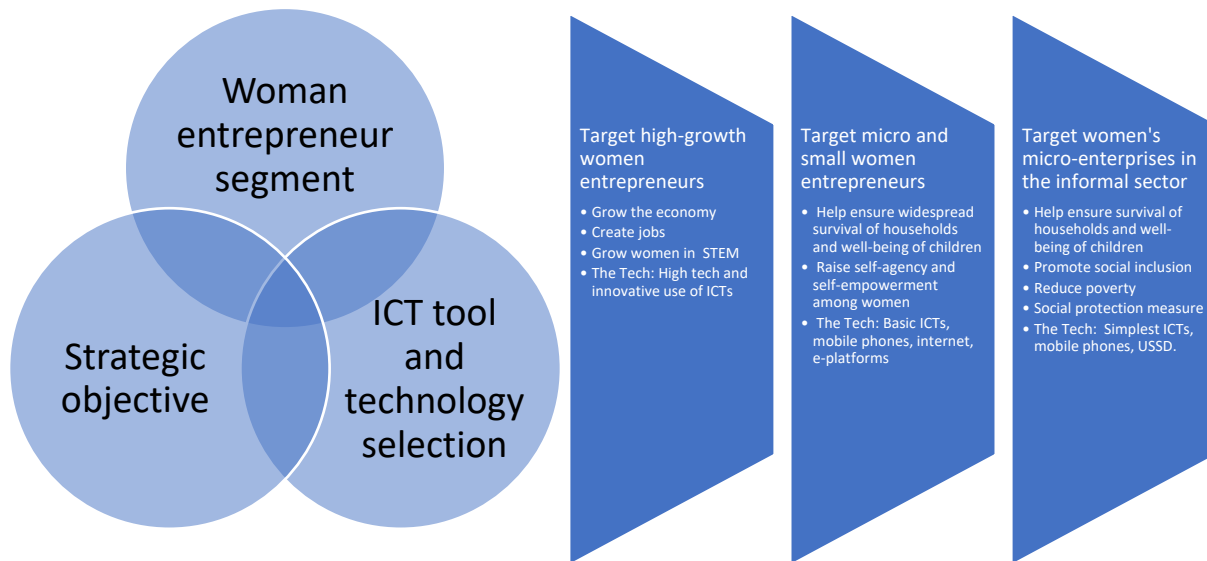 Woman
entrepreneur
segment
Strategic
objective
ICT tool
and
technology
selection
Target high-growth
women
entrepreneurs
• Grow the economy
• Create jobs
• Grow women in STEM
• The Tech: High tech and
innovative use of ICTs
Target micro and
small women
entrepreneurs
• Help ensure widespread
survival of households
and well-being of children
• Raise self-agency and
self-empowerment
among women
• The Tech: Basic ICTs,
mobile phones, internet,
e-platforms
Target women's
micro-enterprises in
the informal sector
• Help ensure survival of
households and well-
being of children
• Promote social inclusion
• Reduce poverty
• Social protection measure
• The Tech: Simplest ICTs,
mobile phones, USSD.